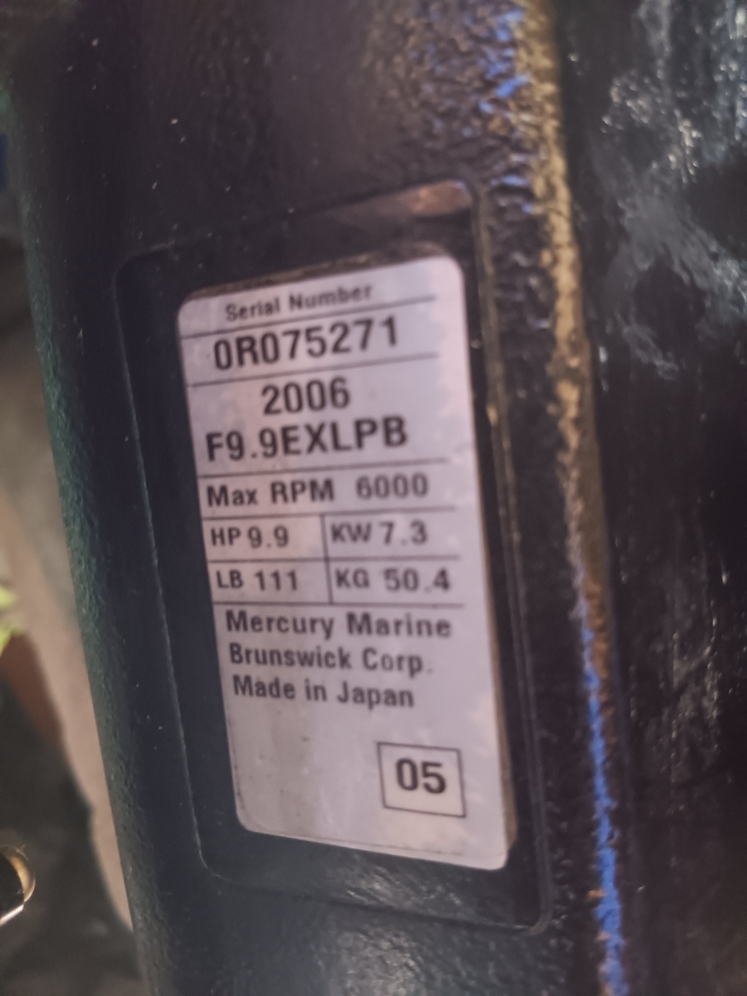 Serial Number
0R075271
2006
F9.9EXLPB
Max RPM 6000
HP 9.9 KW 7.3
LB 111 KG 50.4
Mercury Marine
Brunswick Corp.
Made in Japan
05